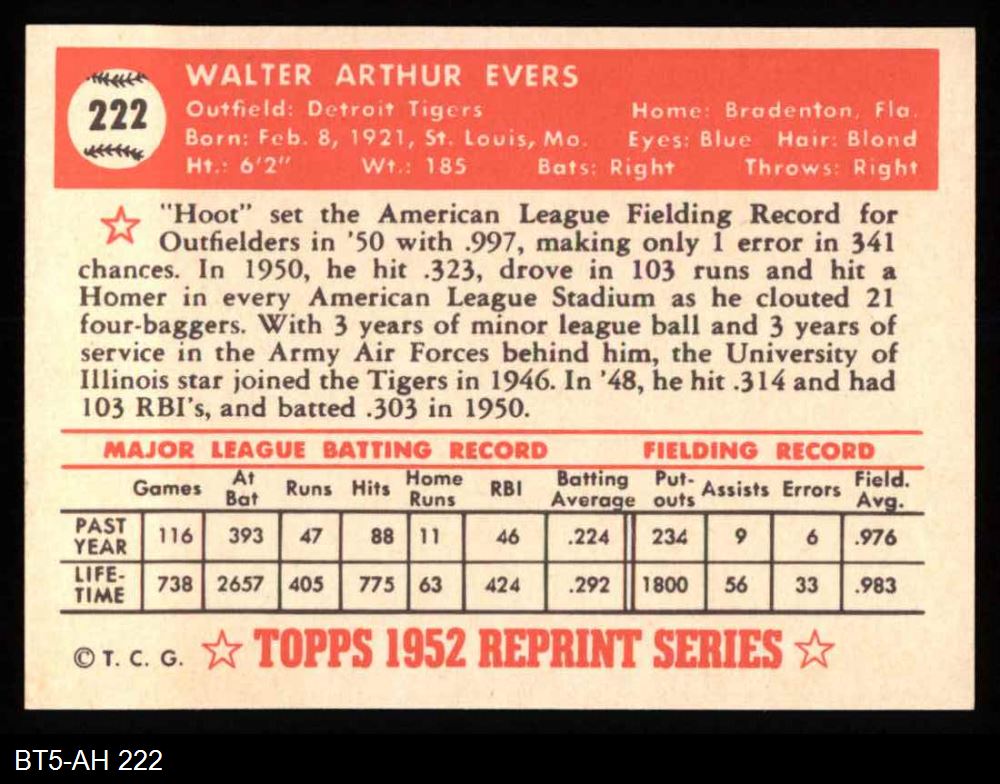 222
WALTER ARTHUR EVERS
Outfield: Detroit Tigers Home: Bradenton, Fla.
Born: Feb. 8, 1921, St. Louis, Mo. Eyes: Blue Hair: Blond
Ht.: 6'2" Wt.: 185 Bats: Right Throws: Right
"Hoot" set the American League Fielding Record for
Outfielders in '50 with .997, making only 1 error in 341
chances. In 1950, he hit .323, drove in 103 runs and hit a
Homer in every American League Stadium as he clouted 21
four-baggers. With 3 years of minor league ball and 3 years of
service in the Army Air Forces behind him, the University of
Illinois star joined the Tigers in 1946. In '48, he hit .314 and had
103 RBI's, and batted .303 in 1950.
MAJOR LEAGUE BATTING RECORD FIELDING RECORD
Games At Bat Runs Hits Home Runs RBI Batting Average Put-outs Assists Errors Field. Avg.
PAST YEAR 116 393 47 88 11 46 .224 234 9 6 .976
LIFE-TIME 738 2657 405 775 63 424 .292 1800 56 33 .983
© T. C. G. TOPPS 1952 REPRINT SERIES
BT5-AH 222